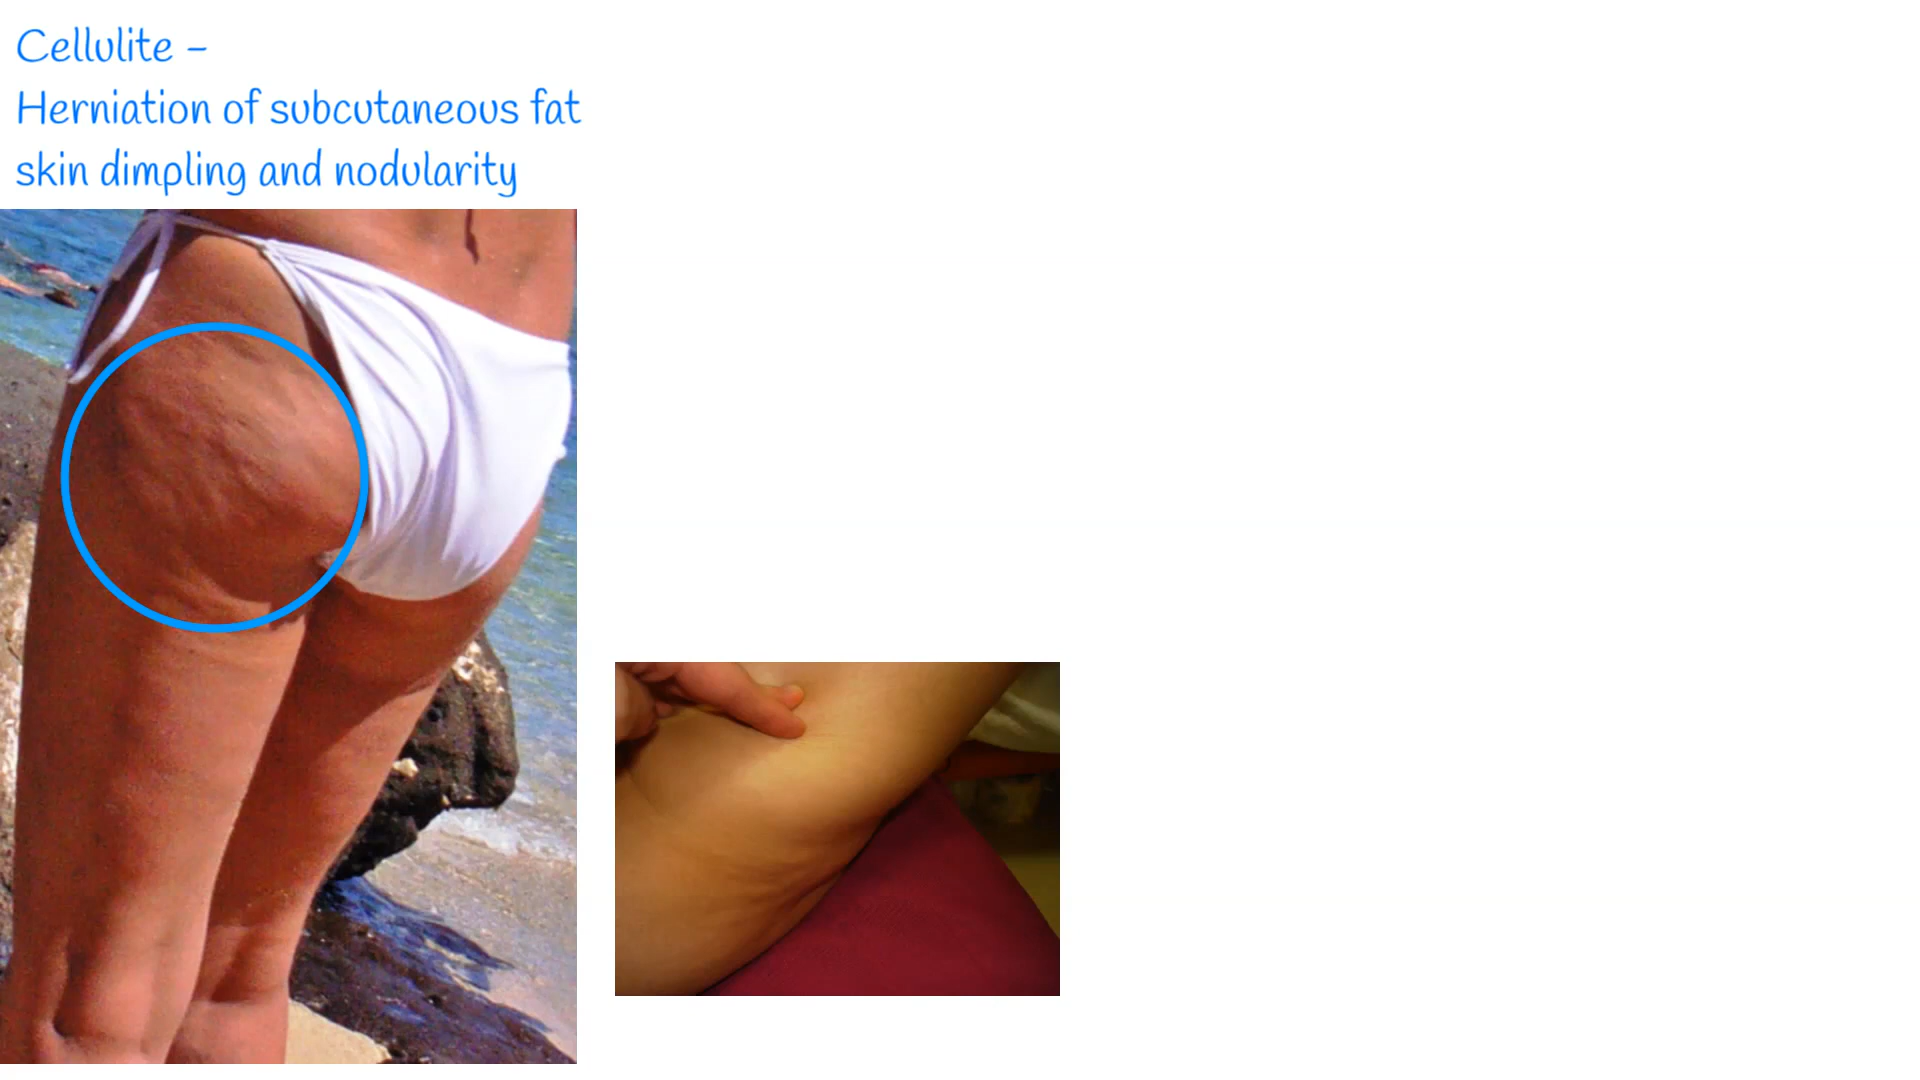 Cellulite -
Herniation of subcutaneous fat
skin dimpling and nodularity